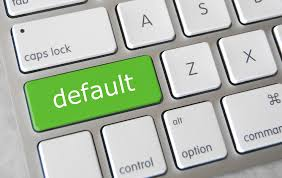 A S
caps lock
default Z X
⌘
alt
control option comman